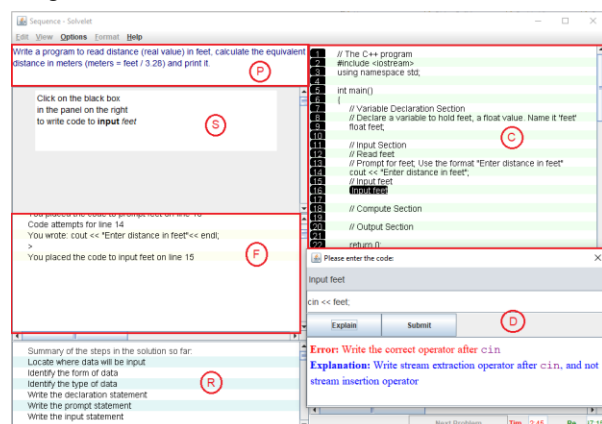 Sequence - Solvelet
Edit View Options Format Help
Write a program to read distance (real value) in feet, calculate the equivalent
distance in meters (meters = feet / 3.28) and print it.
P
Click on the black box
in the panel on the right
to write code to input feet
S
Code attempts for line 14
You wrote: cout << "Enter distance in feet"<< endl;
>
You placed the code to input feet on line 15
F
Summary of the steps in the solution so far:
Locate where data will be input
Identify the form of data
Identify the type of data
Write the declaration statement
Write the prompt statement
Write the input statement
R
1 // The C++ program
2 #include <iostream>
3 using namespace std;
4
5 int main()
6 {
7 // Variable Declaration Section
8 // Declare a variable to hold feet, a float value. Name it 'feet'
9 float feet;
10
11 // Input Section
12 // Read feet
13 // Prompt for feet; Use the format "Enter distance in feet"
14 cout << "Enter distance in feet";
15 // Input feet
16 Input feet
17
18 // Compute Section
19
20 // Output Section
21
22 return 0;
C
Please enter the code:
Input feet
cin << feet;
Explain Submit
D
Error: Write the correct operator after cin
Explanation: Write stream extraction operator after cin, and not
stream insertion operator
Next Problem